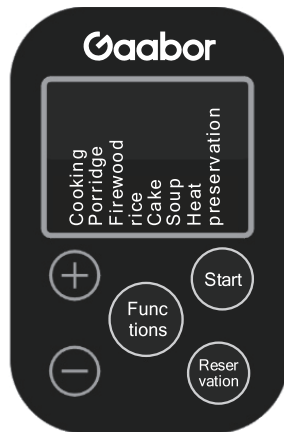 Gaabor
Cooking
Porridge
Firewood
rice
Cake
Soup
Heat
preservation
+
Start
Func
tions
−
Reser
vation